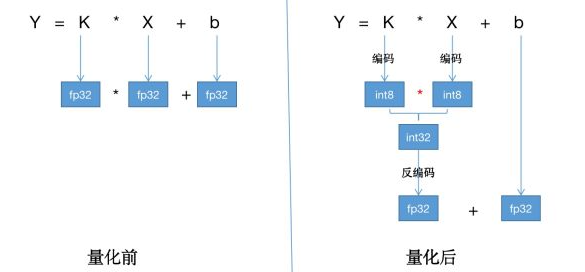 Y = K * X + b
fp32 * fp32 + fp32
量化前
Y = K * X + b
编码 编码
int8 * int8
int32
反编码
fp32 + fp32
量化后